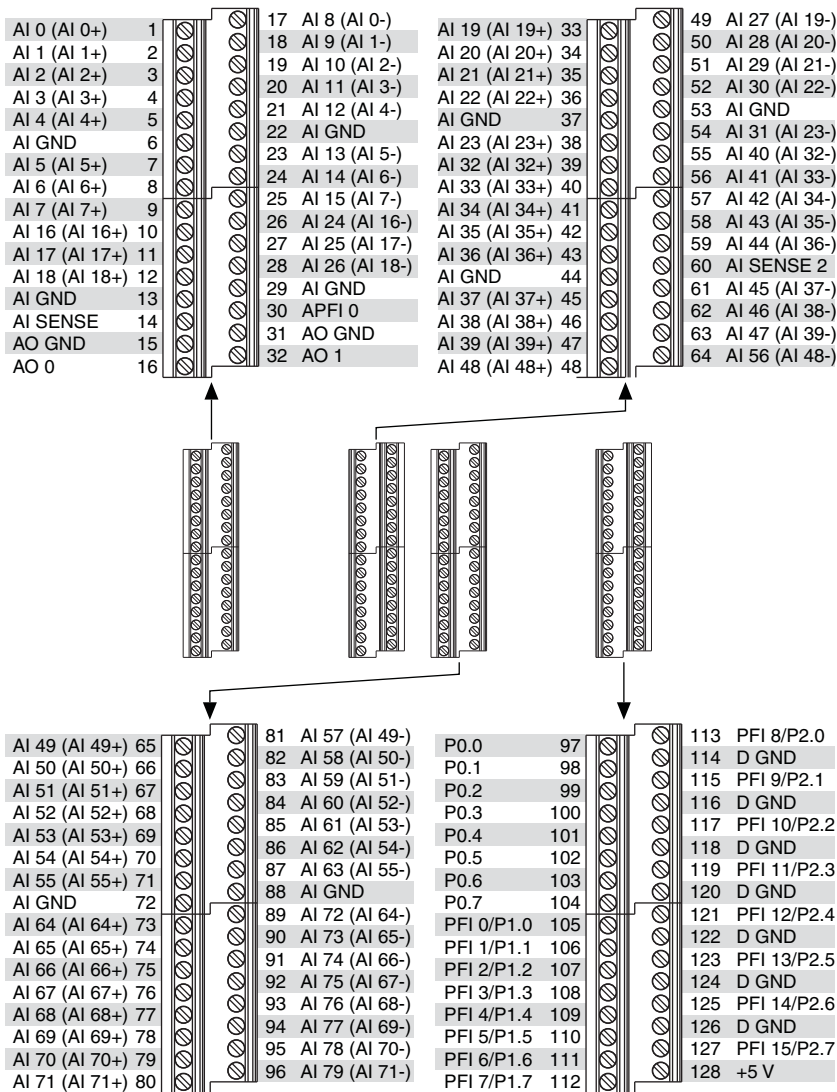 AI 0 (AI 0+) 1
AI 1 (AI 1+) 2
AI 2 (AI 2+) 3
AI 3 (AI 3+) 4
AI 4 (AI 4+) 5
AI GND 6
AI 5 (AI 5+) 7
AI 6 (AI 6+) 8
AI 7 (AI 7+) 9
AI 16 (AI 16+) 10
AI 17 (AI 17+) 11
AI 18 (AI 18+) 12
AI GND 13
AI SENSE 14
AO GND 15
AO 0 16
17 AI 8 (AI 0-)
18 AI 9 (AI 1-)
19 AI 10 (AI 2-)
20 AI 11 (AI 3-)
21 AI 12 (AI 4-)
22 AI GND
23 AI 13 (AI 5-)
24 AI 14 (AI 6-)
25 AI 15 (AI 7-)
26 AI 24 (AI 16-)
27 AI 25 (AI 17-)
28 AI 26 (AI 18-)
29 AI GND
30 APFI 0
31 AO GND
32 AO 1
AI 19 (AI 19+) 33
AI 20 (AI 20+) 34
AI 21 (AI 21+) 35
AI 22 (AI 22+) 36
AI GND 37
AI 23 (AI 23+) 38
AI 32 (AI 32+) 39
AI 33 (AI 33+) 40
AI 34 (AI 34+) 41
AI 35 (AI 35+) 42
AI 36 (AI 36+) 43
AI GND 44
AI 37 (AI 37+) 45
AI 38 (AI 38+) 46
AI 39 (AI 39+) 47
AI 48 (AI 48+) 48
49 AI 27 (AI 19-)
50 AI 28 (AI 20-)
51 AI 29 (AI 21-)
52 AI 30 (AI 22-)
53 AI GND
54 AI 31 (AI 23-)
55 AI 40 (AI 32-)
56 AI 41 (AI 33-)
57 AI 42 (AI 34-)
58 AI 43 (AI 35-)
59 AI 44 (AI 36-)
60 AI SENSE 2
61 AI 45 (AI 37-)
62 AI 46 (AI 38-)
63 AI 47 (AI 39-)
64 AI 56 (AI 48-)
AI 49 (AI 49+) 65
AI 50 (AI 50+) 66
AI 51 (AI 51+) 67
AI 52 (AI 52+) 68
AI 53 (AI 53+) 69
AI 54 (AI 54+) 70
AI 55 (AI 55+) 71
AI GND 72
AI 64 (AI 64+) 73
AI 65 (AI 65+) 74
AI 66 (AI 66+) 75
AI 67 (AI 67+) 76
AI 68 (AI 68+) 77
AI 69 (AI 69+) 78
AI 70 (AI 70+) 79
AI 71 (AI 71+) 80
81 AI 57 (AI 49-)
82 AI 58 (AI 50-)
83 AI 59 (AI 51-)
84 AI 60 (AI 52-)
85 AI 61 (AI 53-)
86 AI 62 (AI 54-)
87 AI 63 (AI 55-)
88 AI GND
89 AI 72 (AI 64-)
90 AI 73 (AI 65-)
91 AI 74 (AI 66-)
92 AI 75 (AI 67-)
93 AI 76 (AI 68-)
94 AI 77 (AI 69-)
95 AI 78 (AI 70-)
96 AI 79 (AI 71-)
P0.0 97
P0.1 98
P0.2 99
P0.3 100
P0.4 101
P0.5 102
P0.6 103
P0.7 104
PFI 0/P1.0 105
PFI 1/P1.1 106
PFI 2/P1.2 107
PFI 3/P1.3 108
PFI 4/P1.4 109
PFI 5/P1.5 110
PFI 6/P1.6 111
PFI 7/P1.7 112
113 PFI 8/P2.0
114 D GND
115 PFI 9/P2.1
116 D GND
117 PFI 10/P2.2
118 D GND
119 PFI 11/P2.3
120 D GND
121 PFI 12/P2.4
122 D GND
123 PFI 13/P2.5
124 D GND
125 PFI 14/P2.6
126 D GND
127 PFI 15/P2.7
128 +5 V